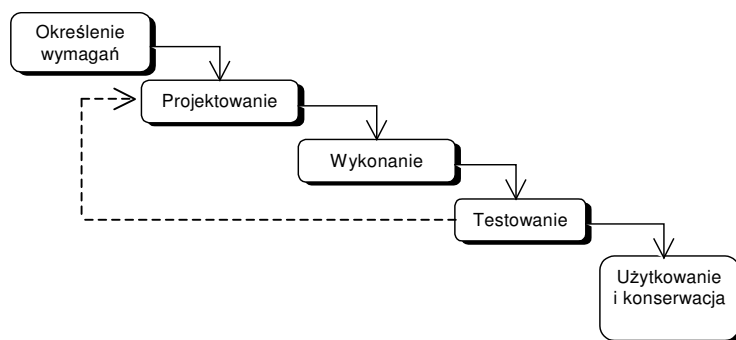 Określenie
wymagań
Projektowanie
Wykonanie
Testowanie
Użytkowanie
i konserwacja